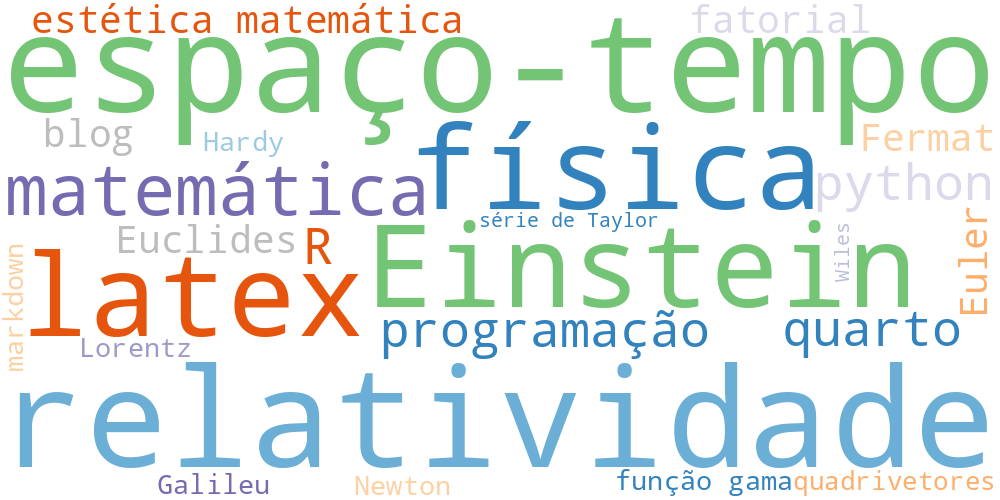 estética matemática
fatorial
espaço-tempo
blog
Hardy
física
Fermat
matemática
python
série de Taylor
Euclides
R
Einstein
Wiles
Euler
markdown
latex
Lorentz
programação
quarto
relatividade
Galileu
Newton
função gama
quadrivetores